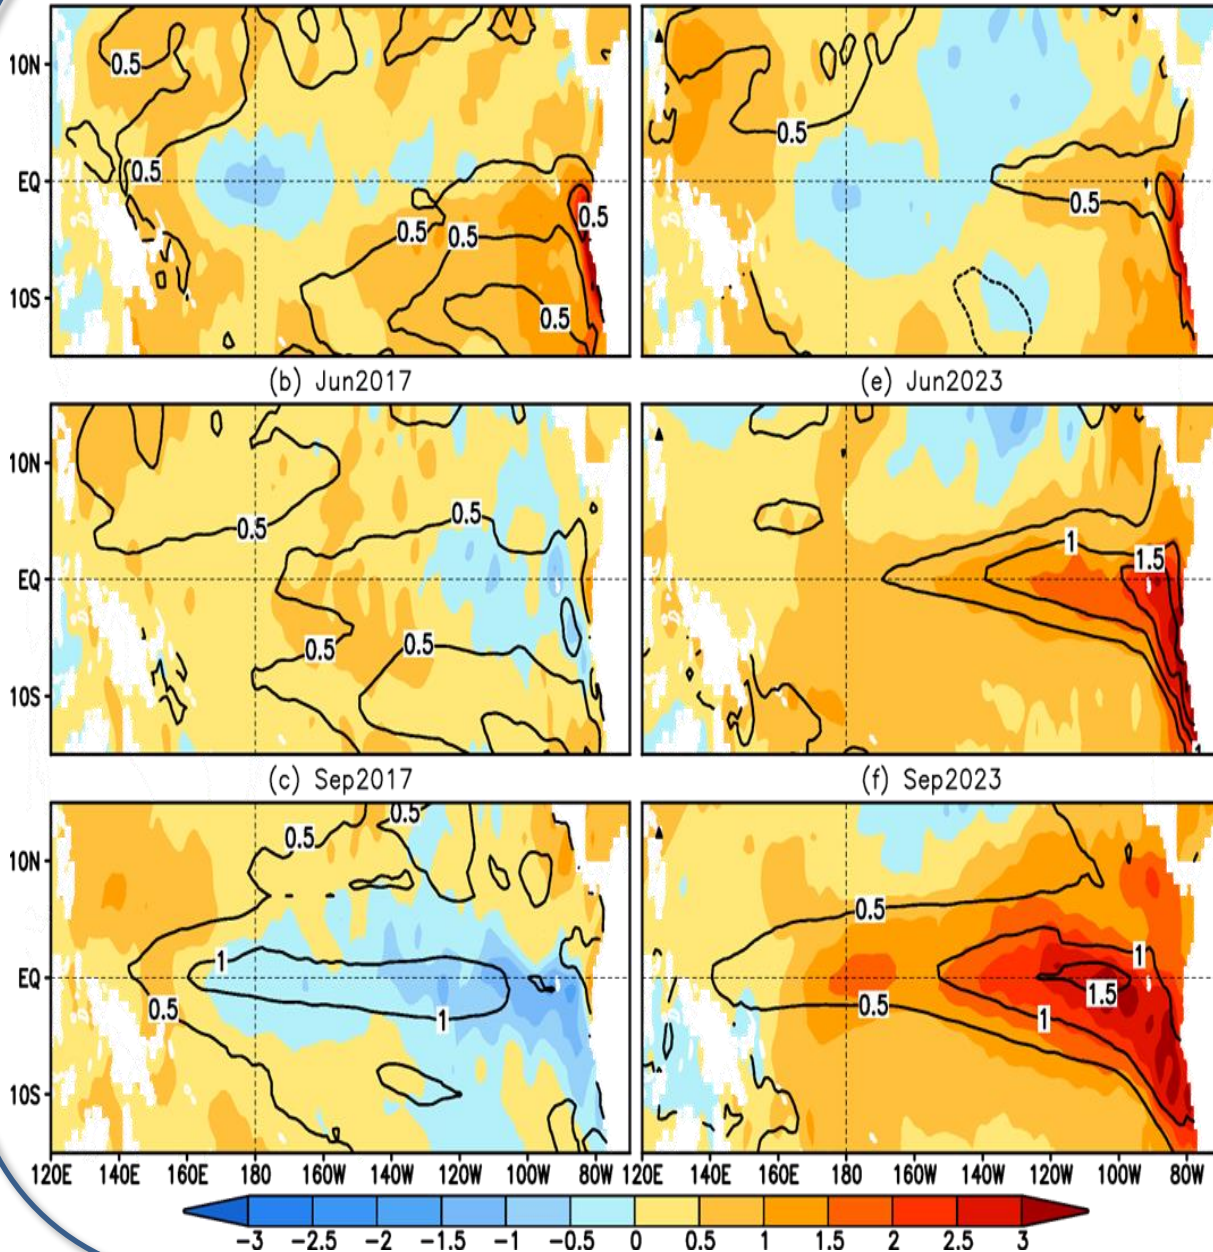 10N 0.5 0.5
0.5 0.5
EQ 0.5 0.5
0.5 0.5
10S 0.5
(b) Jun2017 (e) Jun2023
10N
0.5 0.5 1
1.5
EQ
0.5 0.5
10S
(c) Sep2017 (f) Sep2023
0.5 0.5
10N
0.5
1 1
EQ
0.5 0.5 1.5
1 1
10S
120E 140E 160E 180 160W 140W 120W 100W 80W 120E 140E 160E 180 160W 140W 120W 100W 80W
−3 −2.5 −2 −1.5 −1 −0.5 0 0.5 1 1.5 2 2.5 3